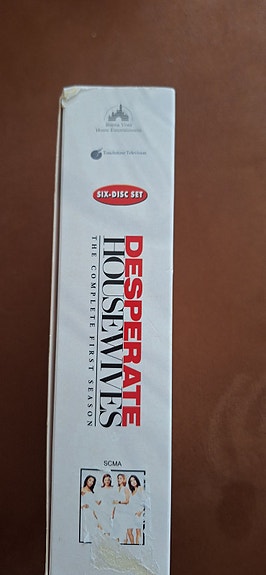 Buena Vista
Home Entertainment
Touchstone Television
SIX-DISC SET
DESPERATE
HOUSEWIVES
THE COMPLETE FIRST SEASON
SCMA